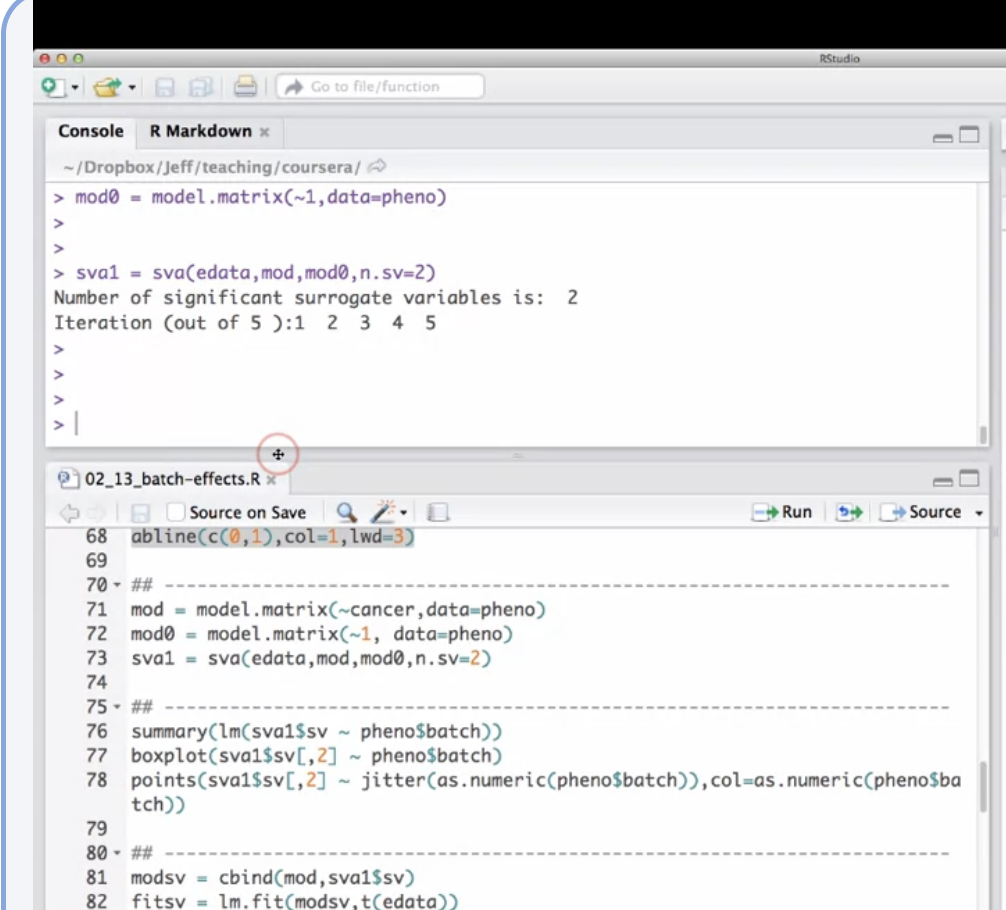 RStudio
Go to file/function
Console R Markdown
~/Dropbox/Jeff/teaching/coursera/
> mod0 = model.matrix(~1,data=pheno)
>
>
> sva1 = sva(edata,mod,mod0,n.sv=2)
Number of significant surrogate variables is:  2
Iteration (out of 5 ):1  2  3  4  5
>
>
>
>
02_13_batch-effects.R
Source on Save Run Source
68 abline(c(0,1),col=1,lwd=3)
69
70 ## ------------------------------------------------------------------------
71 mod = model.matrix(~cancer,data=pheno)
72 mod0 = model.matrix(~1, data=pheno)
73 sva1 = sva(edata,mod,mod0,n.sv=2)
74
75 ## ------------------------------------------------------------------------
76 summary(lm(sva1$sv ~ pheno$batch))
77 boxplot(sva1$sv[,2] ~ pheno$batch)
78 points(sva1$sv[,2] ~ jitter(as.numeric(pheno$batch)),col=as.numeric(pheno$ba
tch))
79
80 ## ------------------------------------------------------------------------
81 modsv = cbind(mod,sva1$sv)
82 fitsv = lm.fit(modsv,t(edata))